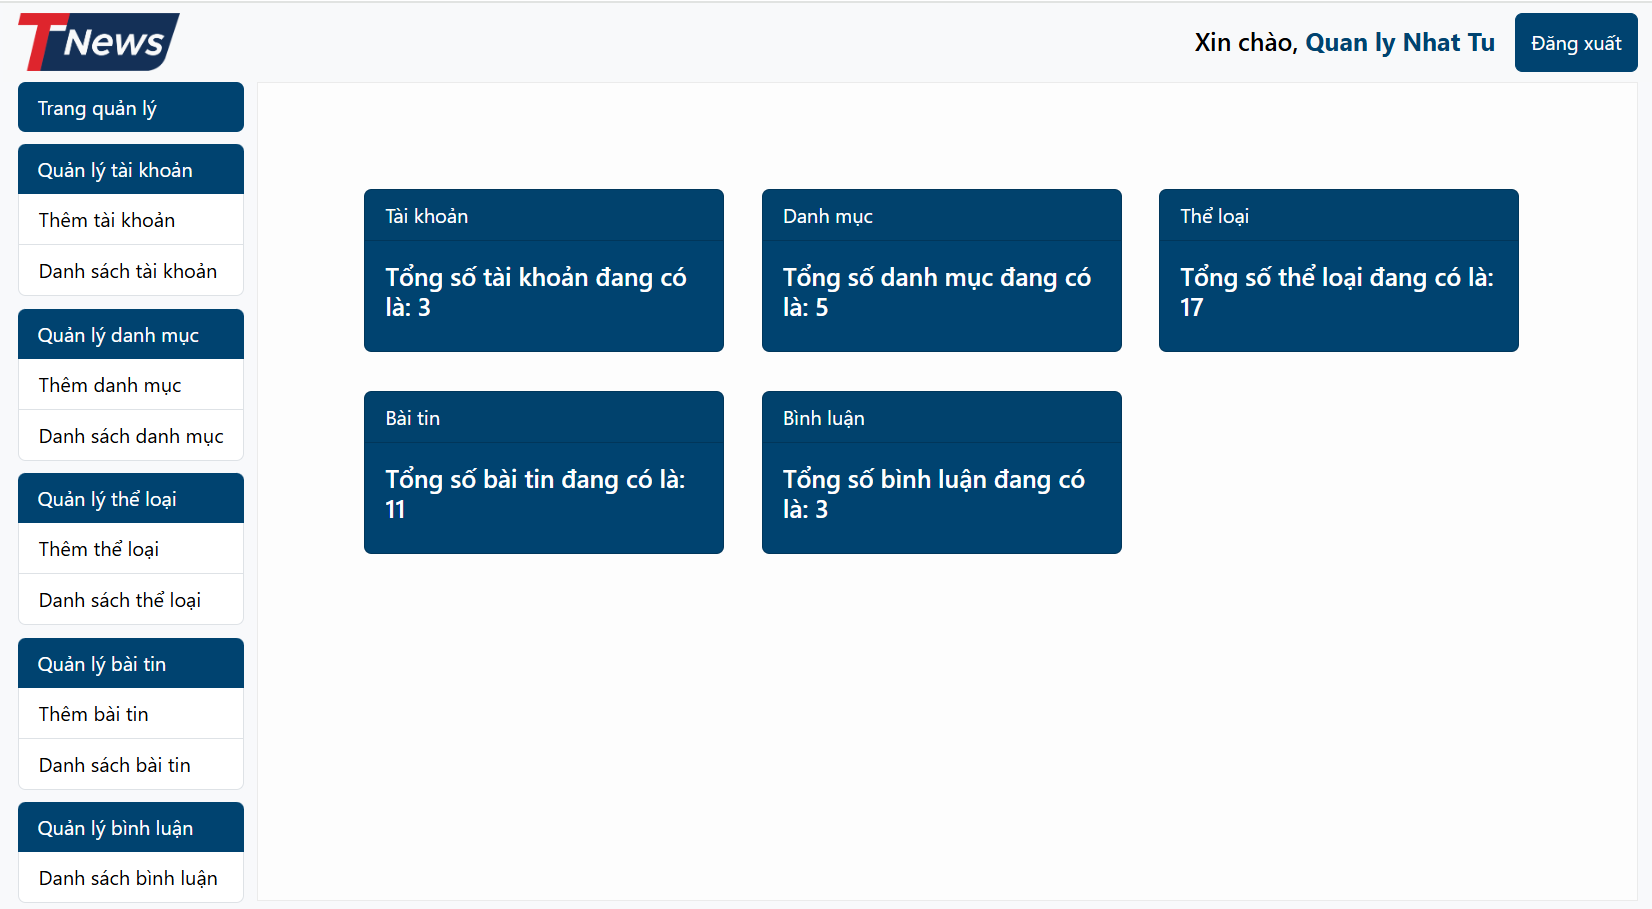 TNews
Xin chào, Quan ly Nhat Tu
Đăng xuất
Trang quản lý
Quản lý tài khoản
Thêm tài khoản
Danh sách tài khoản
Quản lý danh mục
Thêm danh mục
Danh sách danh mục
Quản lý thể loại
Thêm thể loại
Danh sách thể loại
Quản lý bài tin
Thêm bài tin
Danh sách bài tin
Quản lý bình luận
Danh sách bình luận
Tài khoản
Tổng số tài khoản đang có
là: 3
Danh mục
Tổng số danh mục đang có
là: 5
Thể loại
Tổng số thể loại đang có là:
17
Bài tin
Tổng số bài tin đang có là:
11
Bình luận
Tổng số bình luận đang có
là: 3